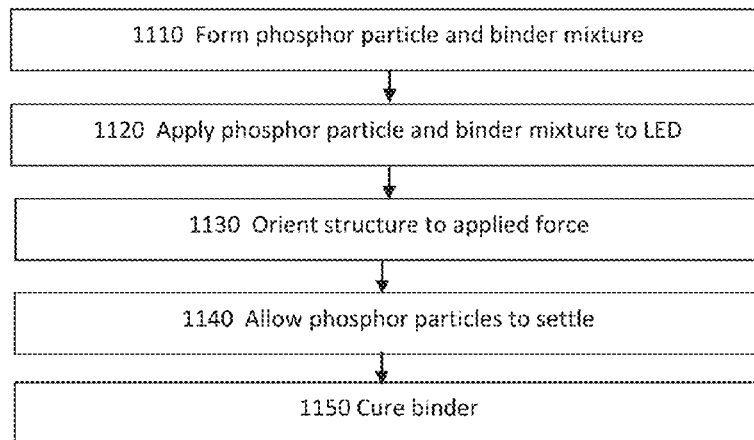 1110 Form phosphor particle and binder mixture
1120 Apply phosphor particle and binder mixture to LED
1130 Orient structure to applied force
1140 Allow phosphor particles to settle
1150 Cure binder